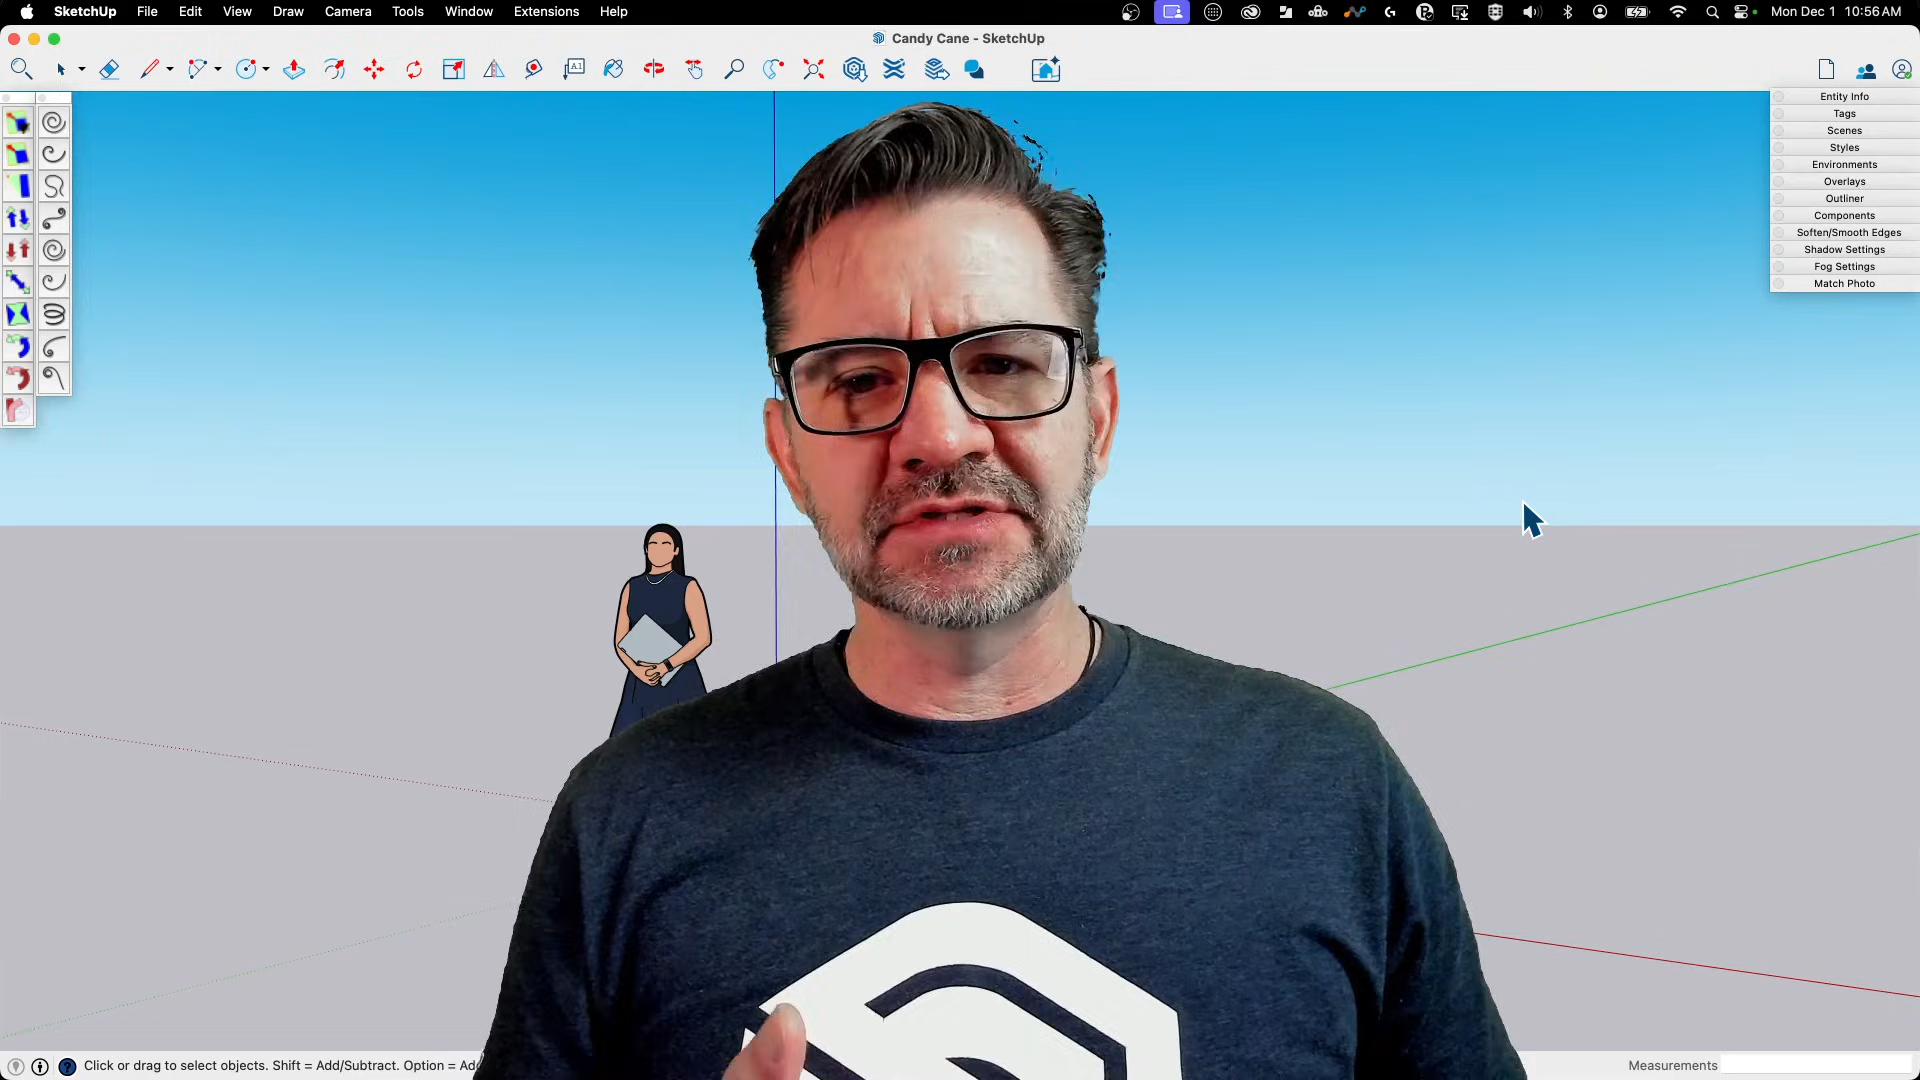 SketchUp File Edit View Draw Camera Tools Window Extensions Help Mon Dec 1 10:56 AM
Candy Cane - SketchUp
A1
Entity Info
Tags
Scenes
Styles
Environments
Overlays
Outliner
Components
Soften/Smooth Edges
Shadow Settings
Fog Settings
Match Photo
Click or drag to select objects. Shift = Add/Subtract. Option = Ad
Measurements